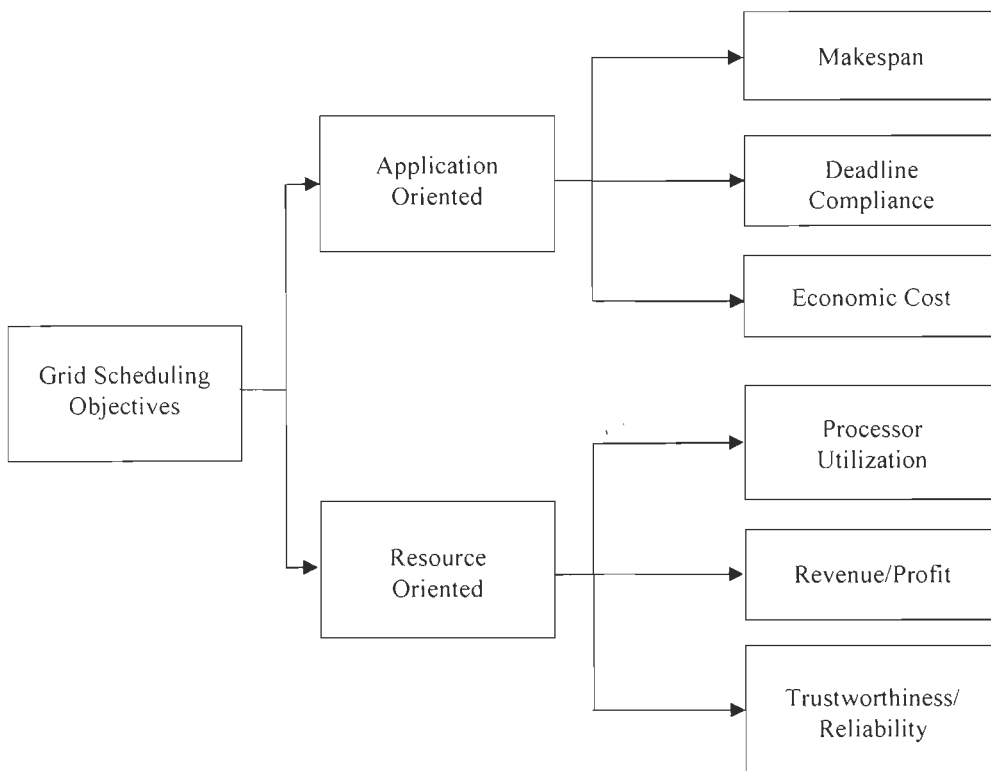 Makespan
Application
Oriented
Deadline
Compliance
Economic Cost
Grid Scheduling
Objectives
Processor
Utilization
Resource
Oriented
Revenue/Profit
Trustworthiness/
Reliability